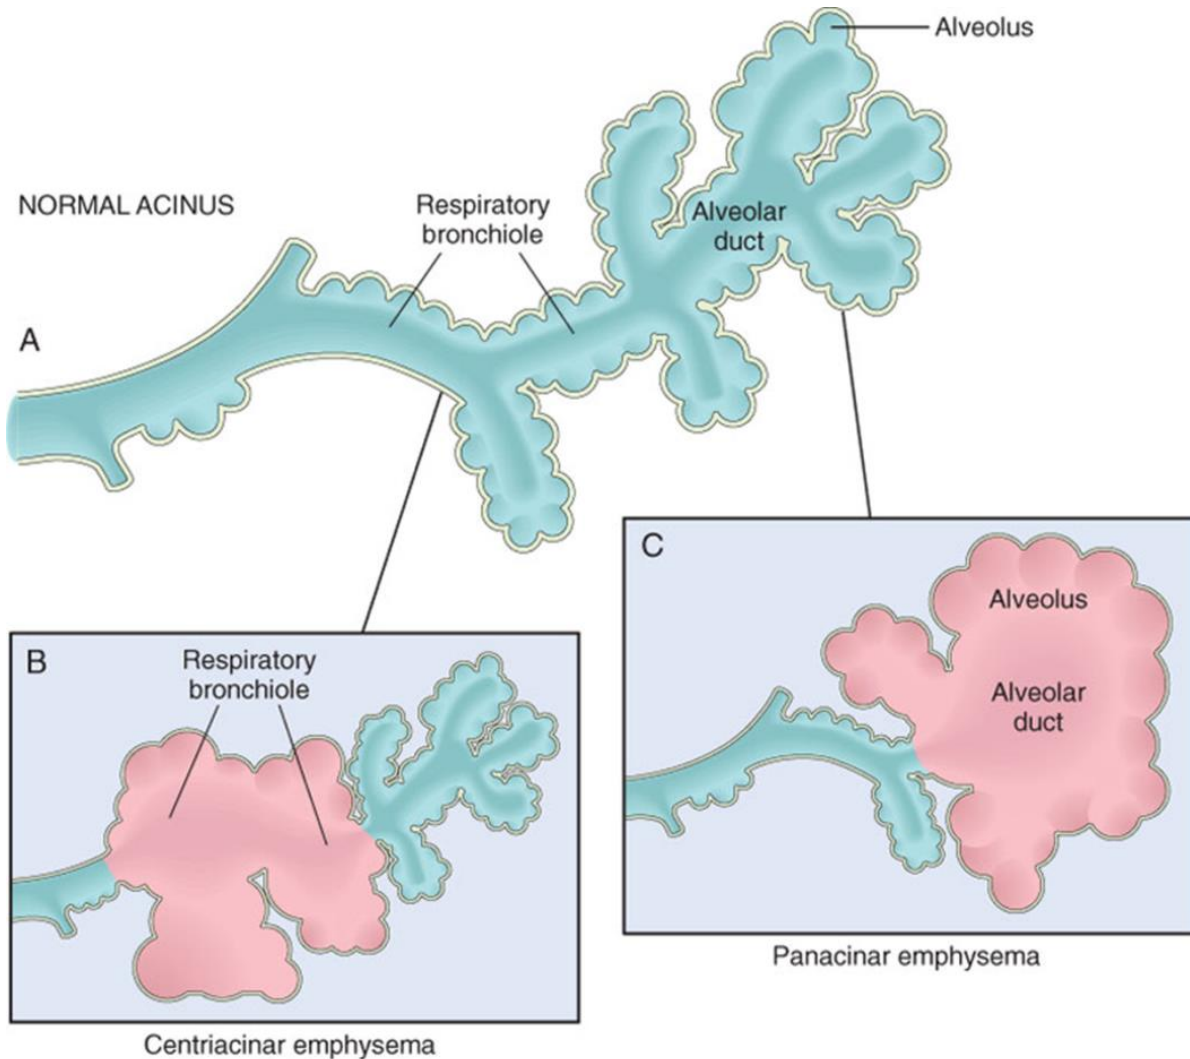 Alveolus
NORMAL ACINUS
Respiratory
bronchiole
Alveolar
duct
A
B
Respiratory
bronchiole
Centriacinar emphysema
C
Alveolus
Alveolar
duct
Panacinar emphysema